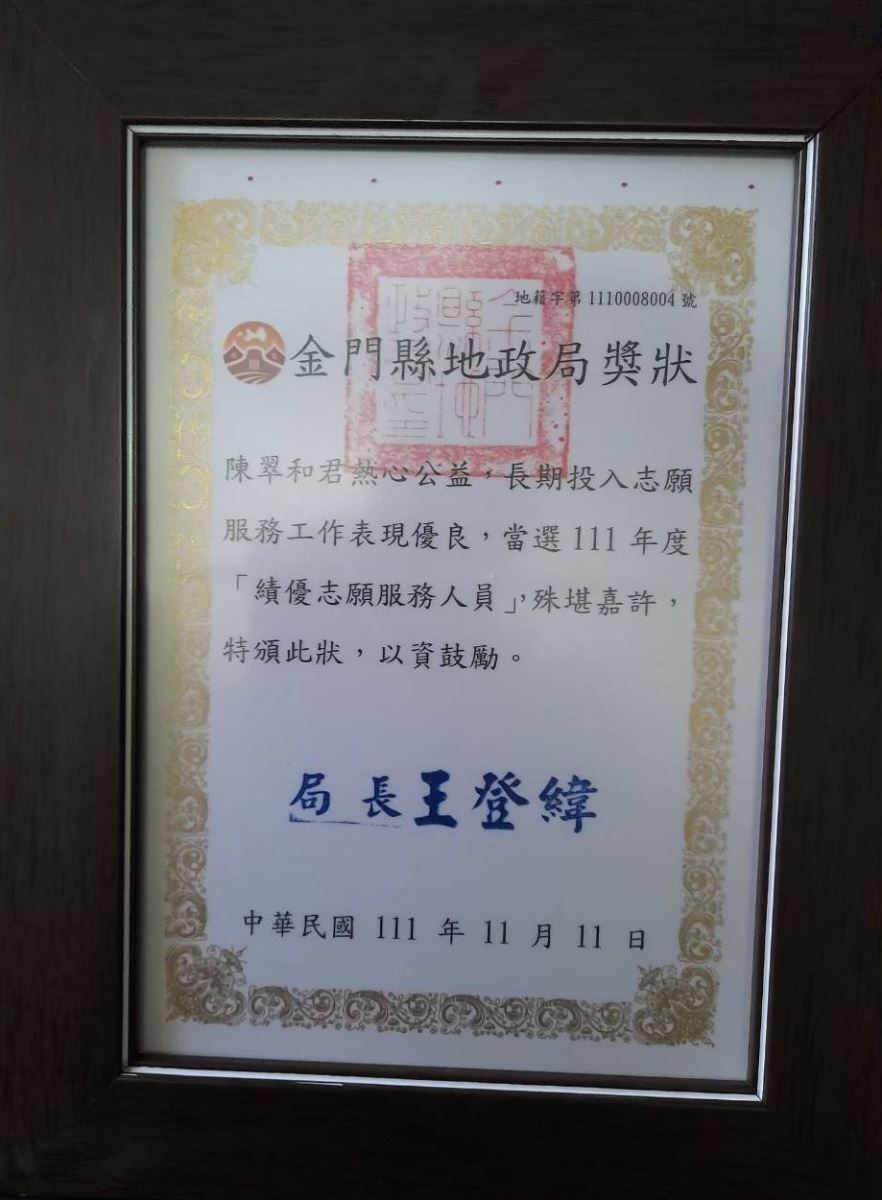 地籍字第 1110008004 號
金門縣地政局獎狀
陳翠和君熱心公益，長期投入志願
服務工作表現優良，當選 111 年度
「績優志願服務人員」，殊堪嘉許，
特頒此狀，以資鼓勵。
局長王登緯
中華民國 111 年 11 月 11 日